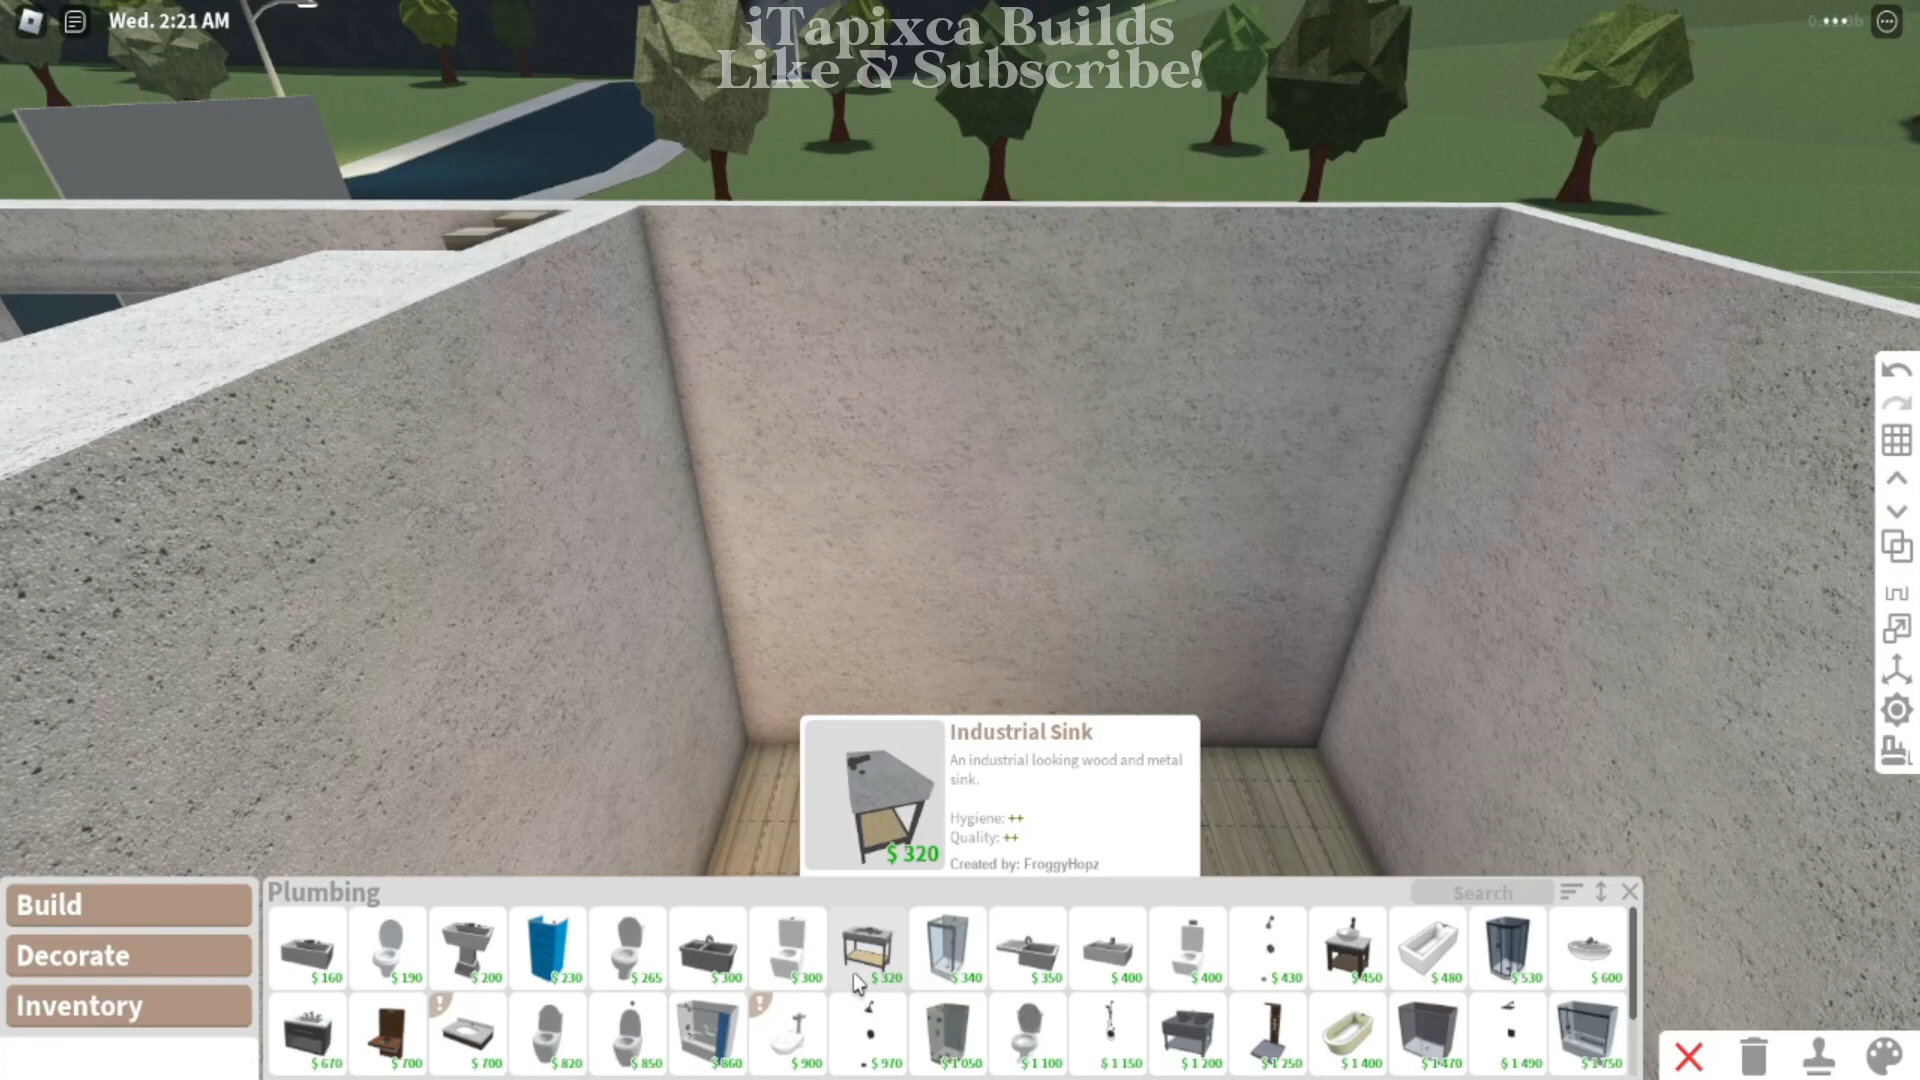 Wed. 2:21 AM
iTapixca Builds
Like & Subscribe!
Industrial Sink
An industrial looking wood and metal
sink.
$ 320
Hygiene: ++
Quality: ++
Created by: FroggyHopz
Build
Decorate
Inventory
Plumbing
Search
$ 160
$ 190
$ 200
$ 230
$ 265
$ 300
$ 300
$ 320
$ 340
$ 350
$ 400
$ 400
$ 430
$ 450
$ 480
$ 530
$ 600
$ 670
$ 700
$ 700
$ 820
$ 850
$ 860
$ 900
$ 970
$ 1 050
$ 1 100
$ 1 150
$ 1 200
$ 1 250
$ 1 400
$ 1 470
$ 1 490
$ 1 750